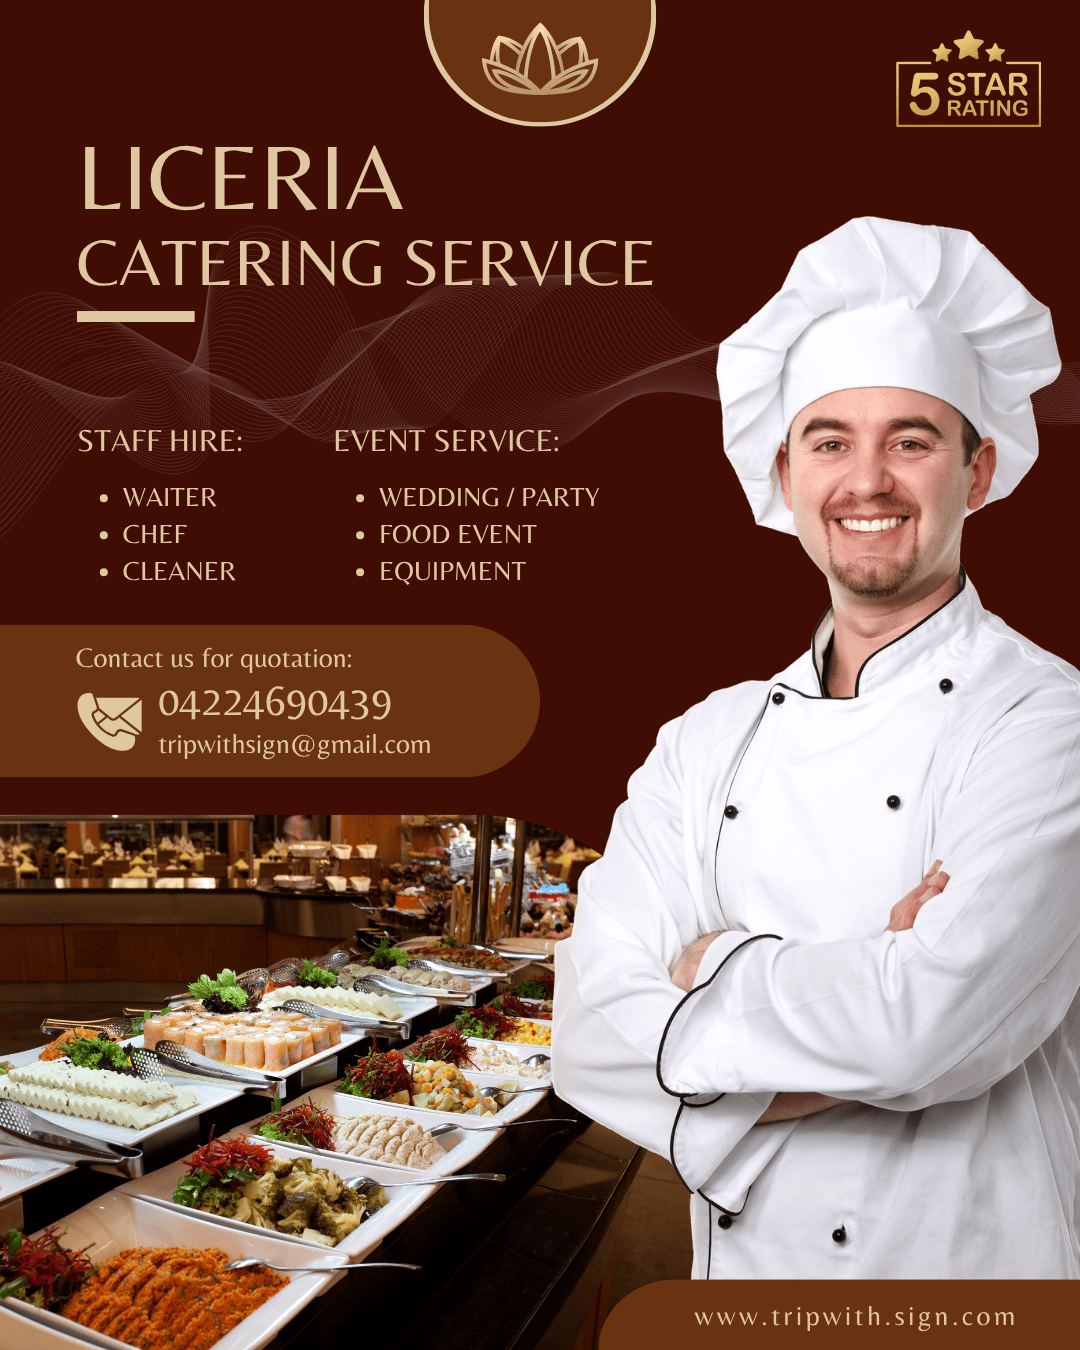 5 STAR
RATING
LICERIA
CATERING SERVICE
STAFF HIRE:
WAITER
CHEF
CLEANER
EVENT SERVICE:
WEDDING / PARTY
FOOD EVENT
EQUIPMENT
Contact us for quotation:
04224690439
tripwithsign@gmail.com
www.tripwith.sign.com